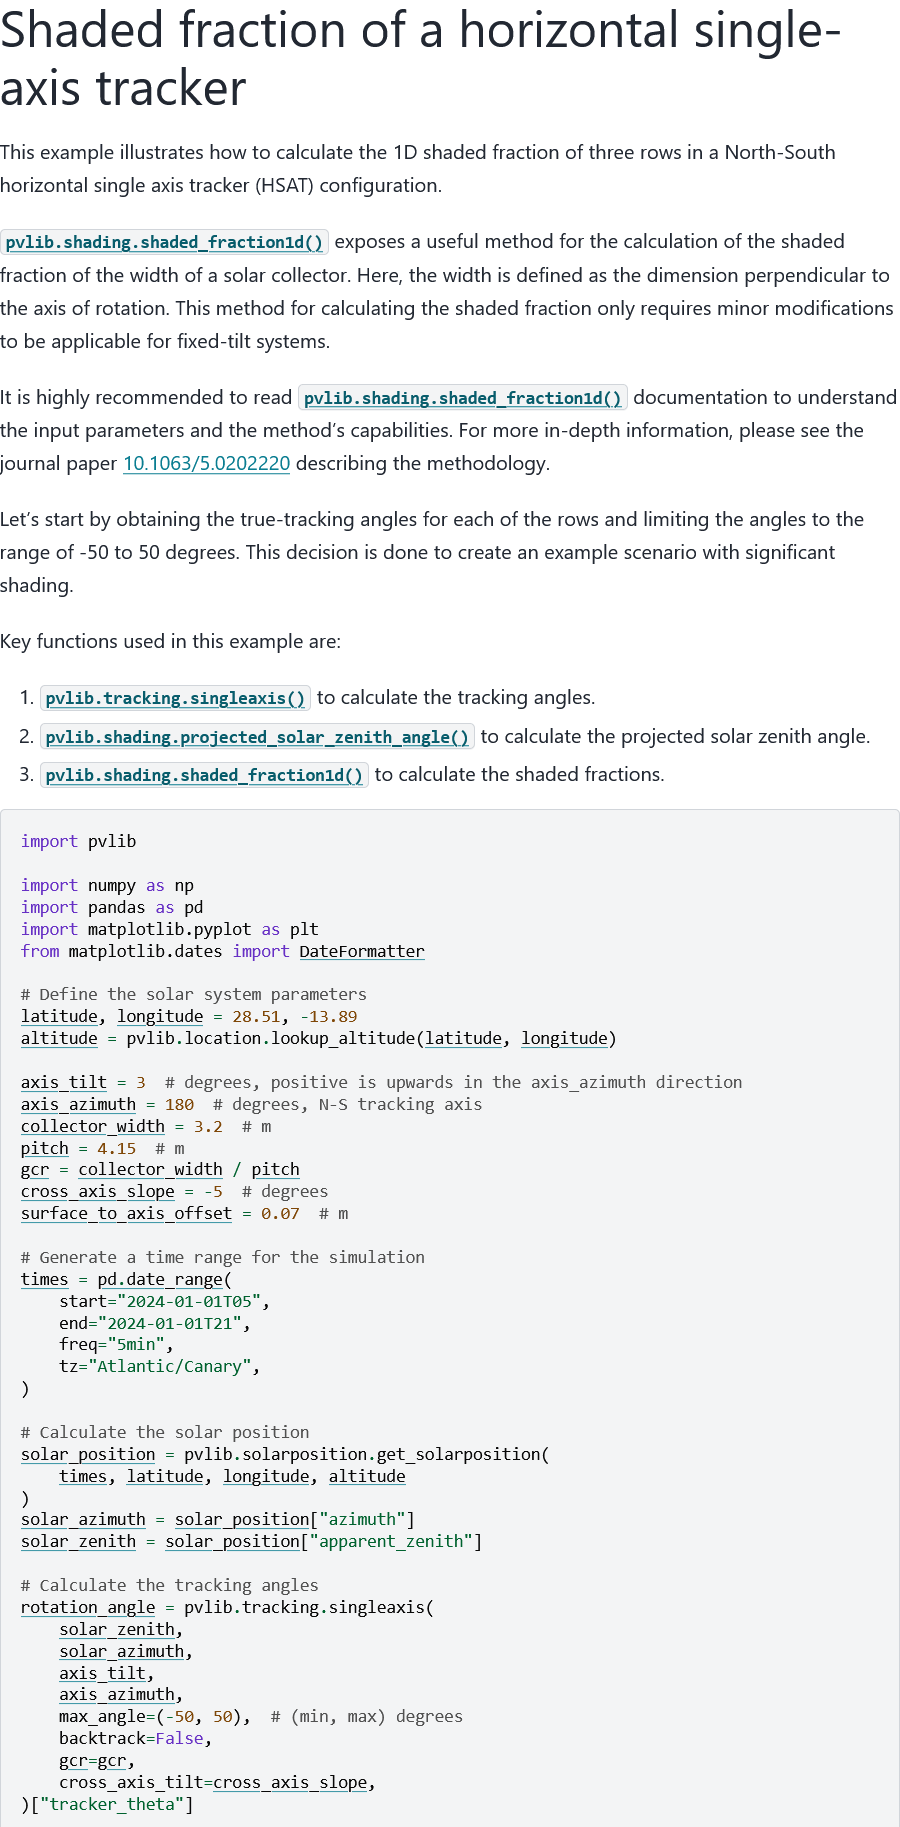 Shaded fraction of a horizontal single-
axis tracker
This example illustrates how to calculate the 1D shaded fraction of three rows in a North-South
horizontal single axis tracker (HSAT) configuration.
pvlib.shading.shaded_fraction1d() exposes a useful method for the calculation of the shaded
fraction of the width of a solar collector. Here, the width is defined as the dimension perpendicular to
the axis of rotation. This method for calculating the shaded fraction only requires minor modifications
to be applicable for fixed-tilt systems.
It is highly recommended to read pvlib.shading.shaded_fraction1d() documentation to understand
the input parameters and the method’s capabilities. For more in-depth information, please see the
journal paper 10.1063/5.0202220 describing the methodology.
Let’s start by obtaining the true-tracking angles for each of the rows and limiting the angles to the
range of -50 to 50 degrees. This decision is done to create an example scenario with significant
shading.
Key functions used in this example are:
1. pvlib.tracking.singleaxis() to calculate the tracking angles.
2. pvlib.shading.projected_solar_zenith_angle() to calculate the projected solar zenith angle.
3. pvlib.shading.shaded_fraction1d() to calculate the shaded fractions.
import pvlib

import numpy as np
import pandas as pd
import matplotlib.pyplot as plt
from matplotlib.dates import DateFormatter

# Define the solar system parameters
latitude, longitude = 28.51, -13.89
altitude = pvlib.location.lookup_altitude(latitude, longitude)

axis_tilt = 3  # degrees, positive is upwards in the axis_azimuth direction
axis_azimuth = 180  # degrees, N-S tracking axis
collector_width = 3.2  # m
pitch = 4.15  # m
gcr = collector_width / pitch
cross_axis_slope = -5  # degrees
surface_to_axis_offset = 0.07  # m

# Generate a time range for the simulation
times = pd.date_range(
    start="2024-01-01T05",
    end="2024-01-01T21",
    freq="5min",
    tz="Atlantic/Canary",
)

# Calculate the solar position
solar_position = pvlib.solarposition.get_solarposition(
    times, latitude, longitude, altitude
)
solar_azimuth = solar_position["azimuth"]
solar_zenith = solar_position["apparent_zenith"]

# Calculate the tracking angles
rotation_angle = pvlib.tracking.singleaxis(
    solar_zenith,
    solar_azimuth,
    axis_tilt,
    axis_azimuth,
    max_angle=(-50, 50),  # (min, max) degrees
    backtrack=False,
    gcr=gcr,
    cross_axis_tilt=cross_axis_slope,
)["tracker_theta"]